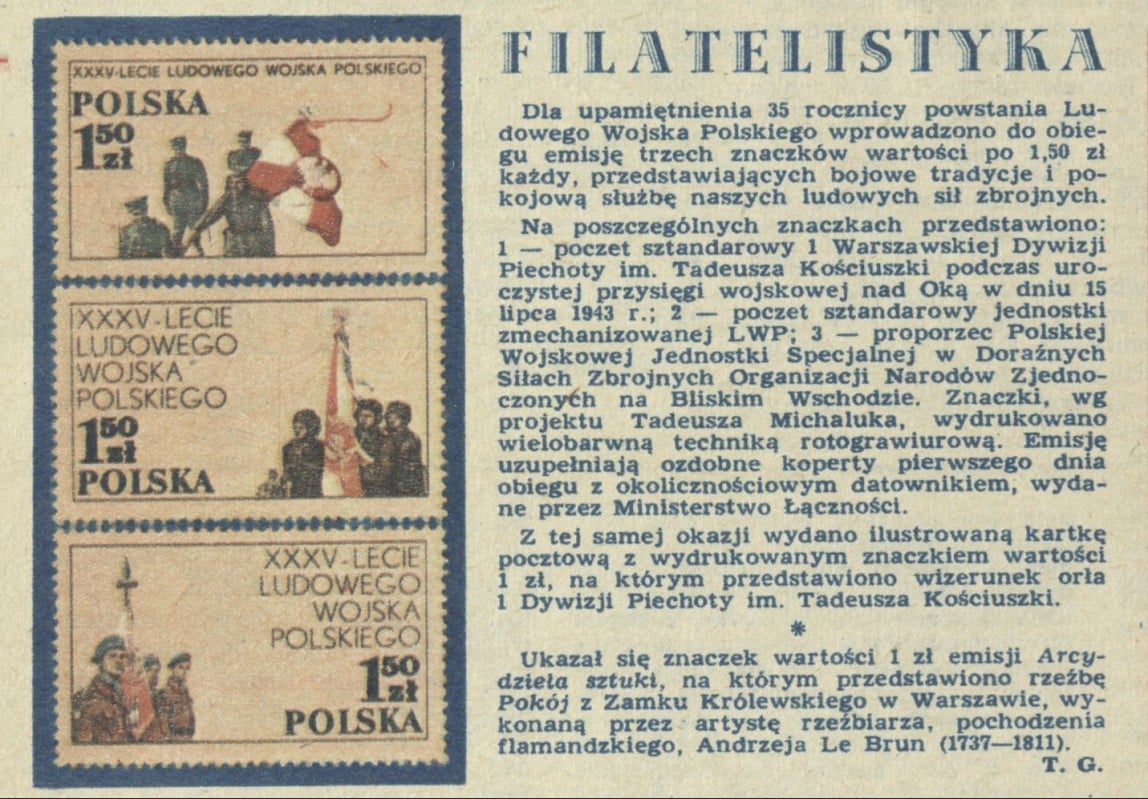 XXXV-LECIE LUDOWEGO WOJSKA POLSKIEGO
POLSKA
1⁵⁰ zł
XXXV-LECIE
LUDOWEGO
WOJSKA
POLSKIEGO
1⁵⁰ zł
POLSKA
XXXV-LECIE
LUDOWEGO
WOJSKA
POLSKIEGO
1⁵⁰ zł
POLSKA
FILATELISTYKA
Dla upamiętnienia 35 rocznicy powstania Lu-
dowego Wojska Polskiego wprowadzono do obie-
gu emisję trzech znaczków wartości po 1,50 zł
każdy, przedstawiających bojowe tradycje i po-
kojową służbę naszych ludowych sił zbrojnych.
Na poszczególnych znaczkach przedstawiono:
1 — poczet sztandarowy 1 Warszawskiej Dywizji
Piechoty im. Tadeusza Kościuszki podczas uro-
czystej przysięgi wojskowej nad Oką w dniu 15
lipca 1943 r.; 2 — poczet sztandarowy jednostki
zmechanizowanej LWP; 3 — proporzec Polskiej
Wojskowej Jednostki Specjalnej w Doraźnych
Siłach Zbrojnych Organizacji Narodów Zjedno-
czonych na Bliskim Wschodzie. Znaczki, wg
projektu Tadeusza Michaluka, wydrukowano
wielobarwną techniką rotograwiurową. Emisję
uzupełniają ozdobne koperty pierwszego dnia
obiegu z okolicznościowym datownikiem, wyda-
ne przez Ministerstwo Łączności.
Z tej samej okazji wydano ilustrowaną kartkę
pocztową z wydrukowanym znaczkiem wartości
1 zł, na którym przedstawiono wizerunek orła
1 Dywizji Piechoty im. Tadeusza Kościuszki.
*
Ukazał się znaczek wartości 1 zł emisji Arcy-
dzieła sztuki, na którym przedstawiono rzeźbę
Pokój z Zamku Królewskiego w Warszawie, wy-
konaną przez artystę rzeźbiarza, pochodzenia
flamandzkiego, Andrzeja Le Brun (1737—1811).
T. G.